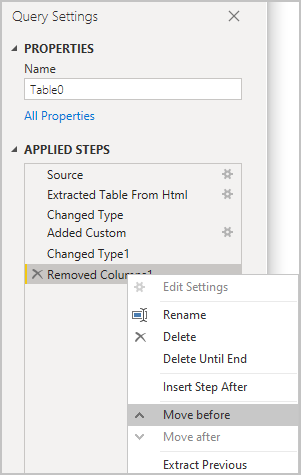 Query Settings
PROPERTIES
Name
Table0
All Properties
APPLIED STEPS
Source
Extracted Table From Html
Changed Type
Added Custom
Changed Type1
Removed Columns1
Edit Settings
Rename
Delete
Delete Until End
Insert Step After
Move before
Move after
Extract Previous